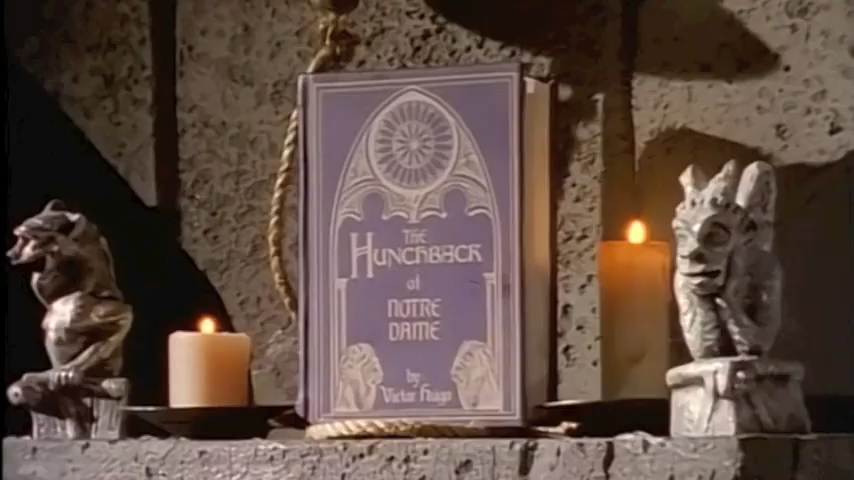 THE
HUNCHBACK
of
NOTRE
DAME
by
Victor Hugo